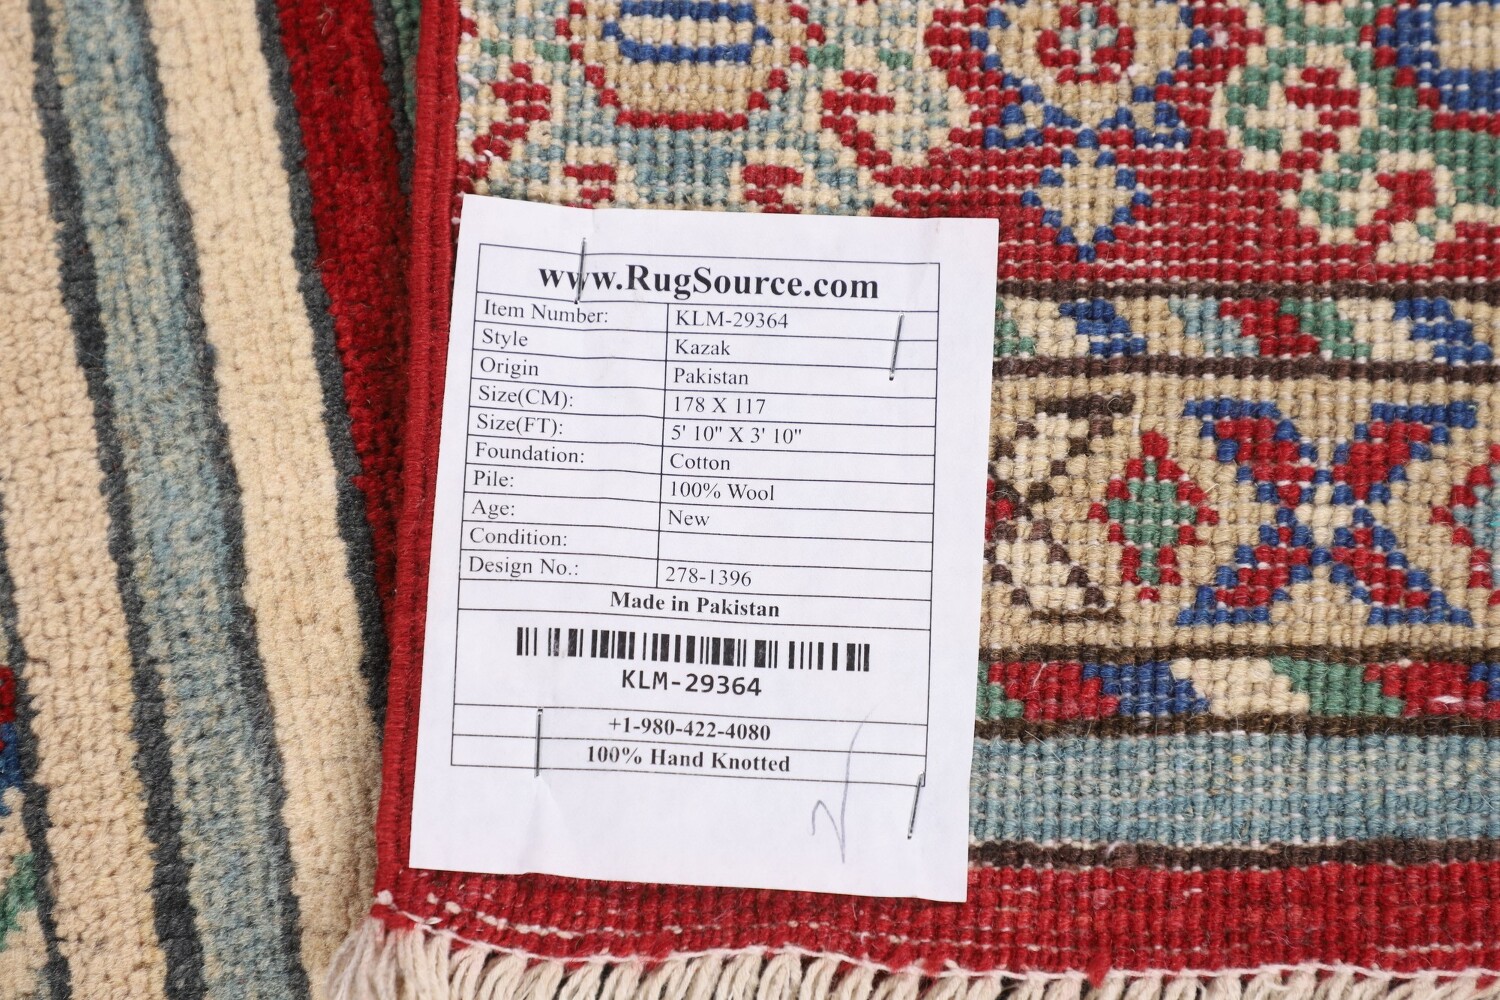 www.RugSource.com
Item Number: KLM-29364
Style Kazak
Origin Pakistan
Size(CM): 178 X 117
Size(FT): 5' 10" X 3' 10"
Foundation: Cotton
Pile: 100% Wool
Age: New
Condition:
Design No.: 278-1396
Made in Pakistan
KLM-29364
+1-980-422-4080
100% Hand Knotted